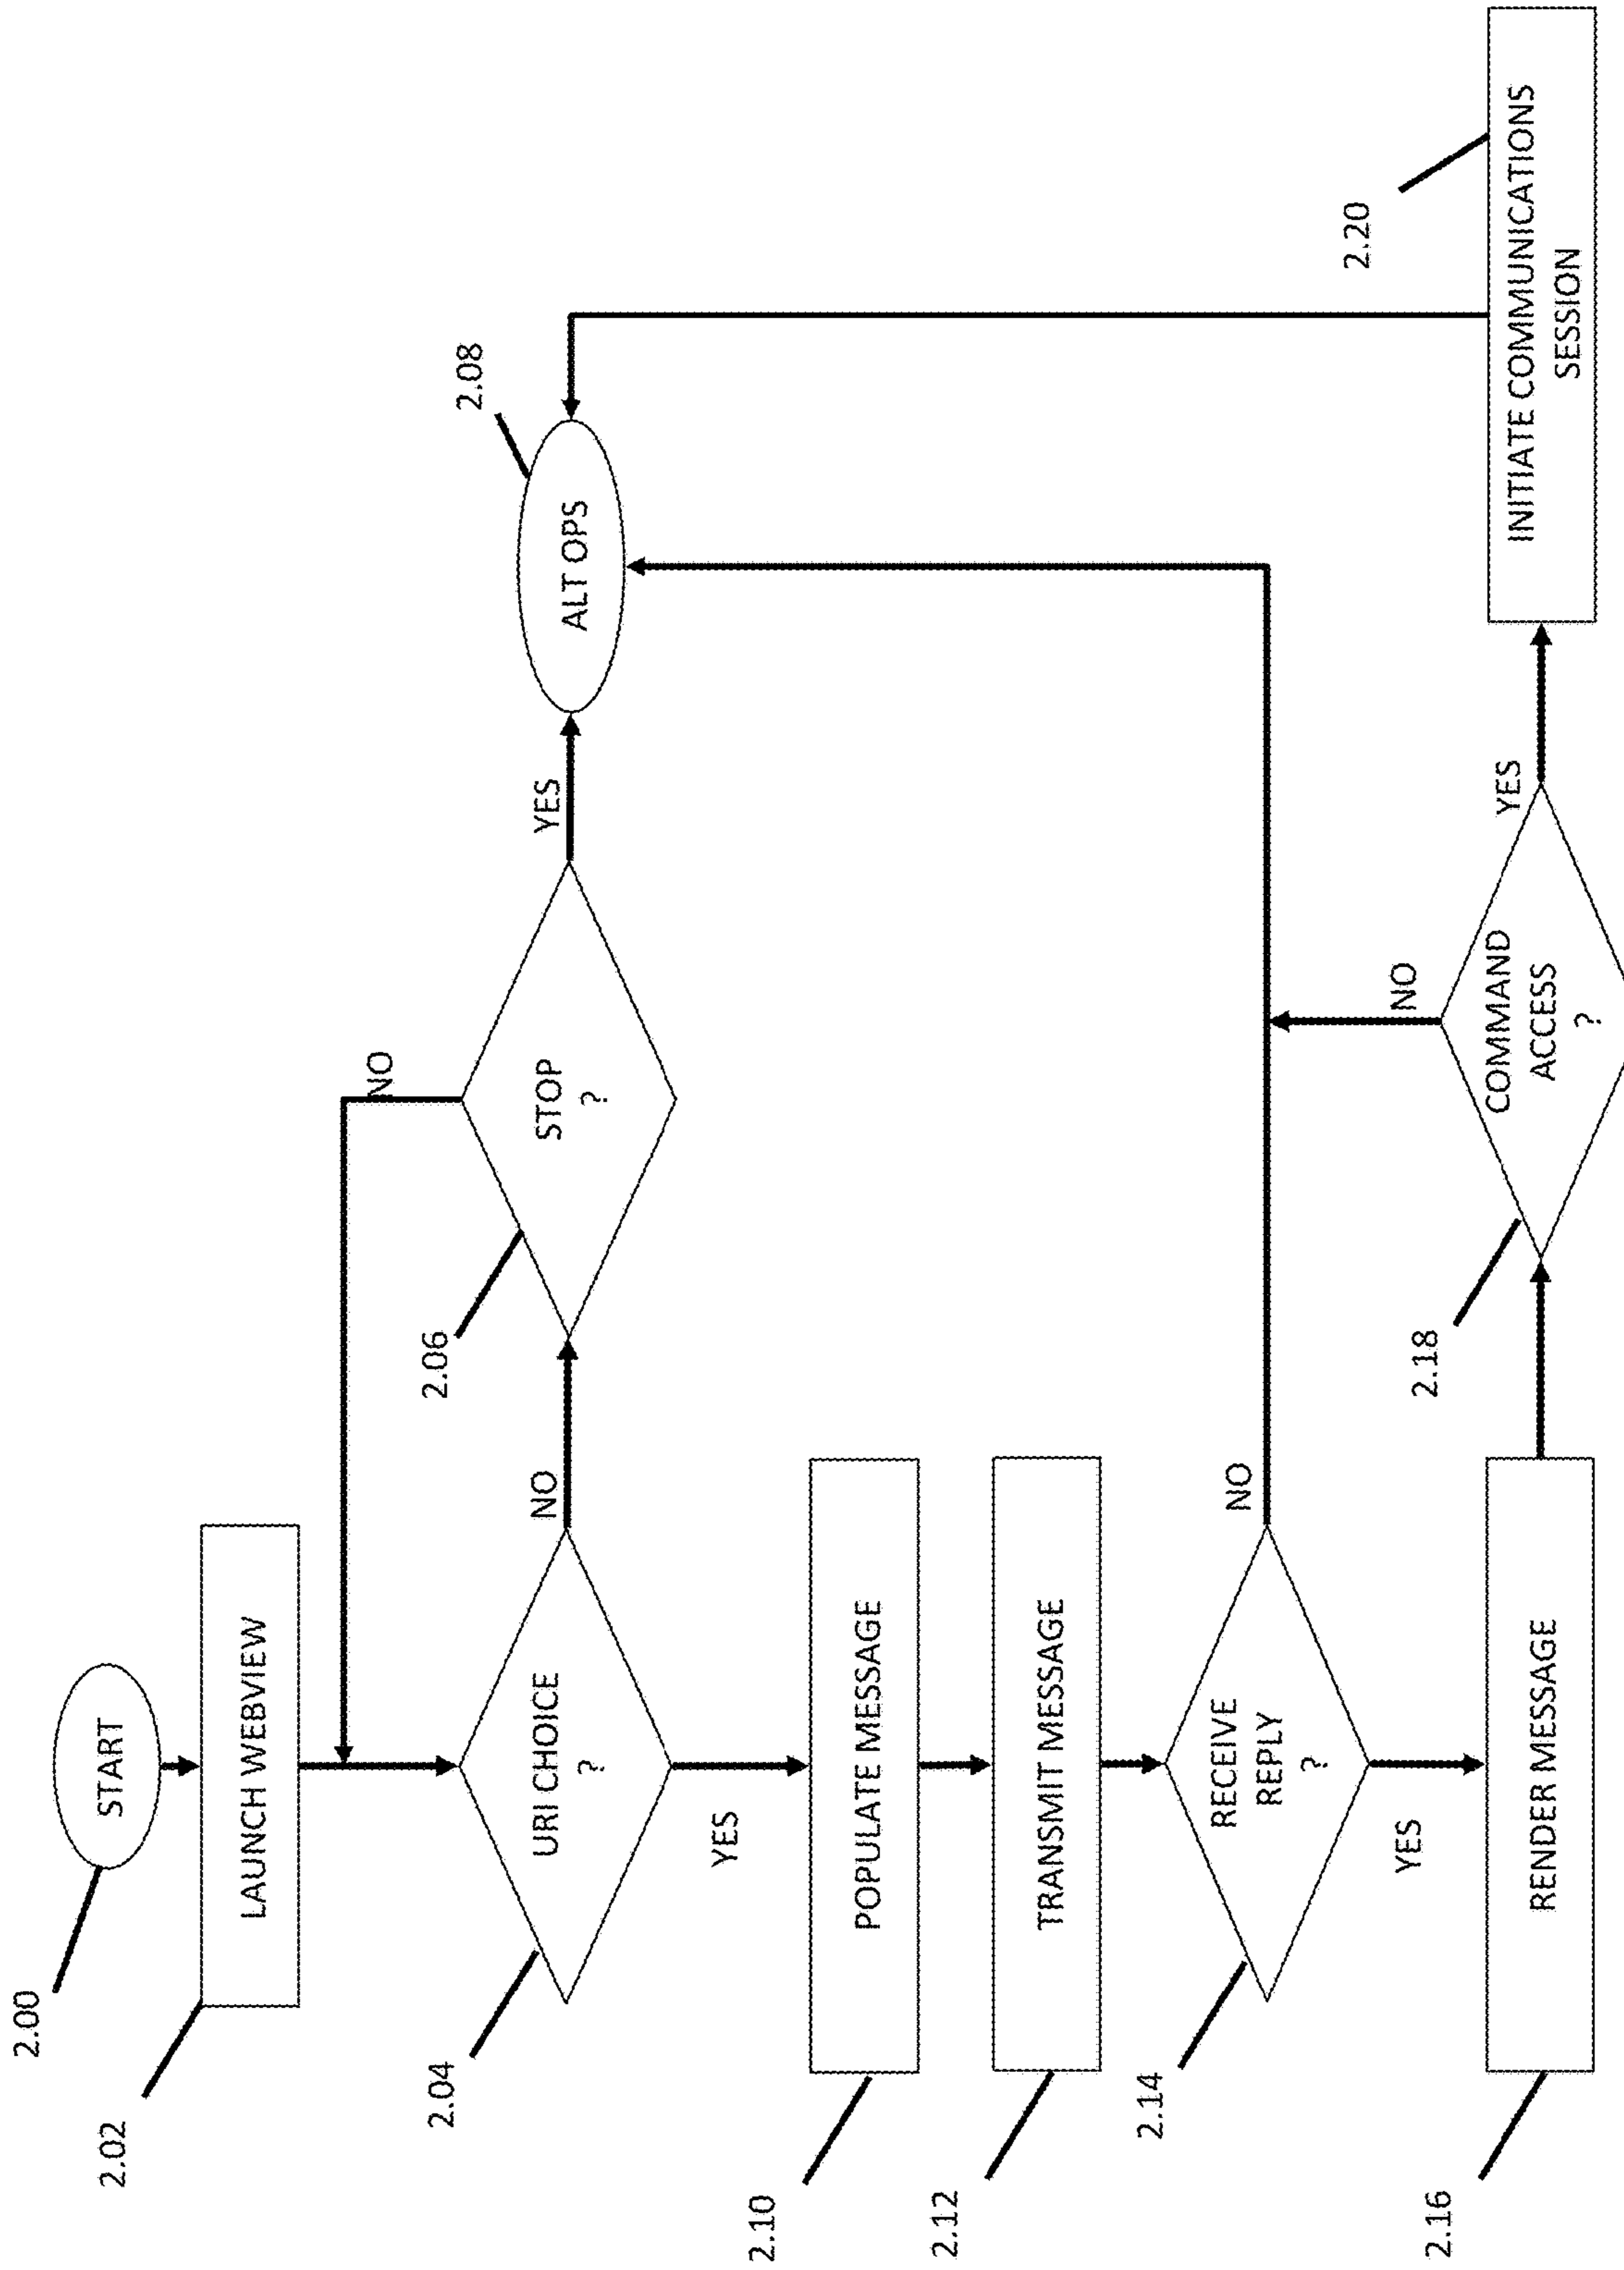 2.00
START
2.02
LAUNCH WEBVIEW
2.04
URI CHOICE
?
NO
YES
2.06
STOP
?
NO
YES
2.08
ALT OPS
2.10
POPULATE MESSAGE
2.12
TRANSMIT MESSAGE
2.14
RECEIVE
REPLY
?
NO
YES
2.16
RENDER MESSAGE
2.18
COMMAND
ACCESS
?
NO
YES
2.20
INITIATE COMMUNICATIONS
SESSION